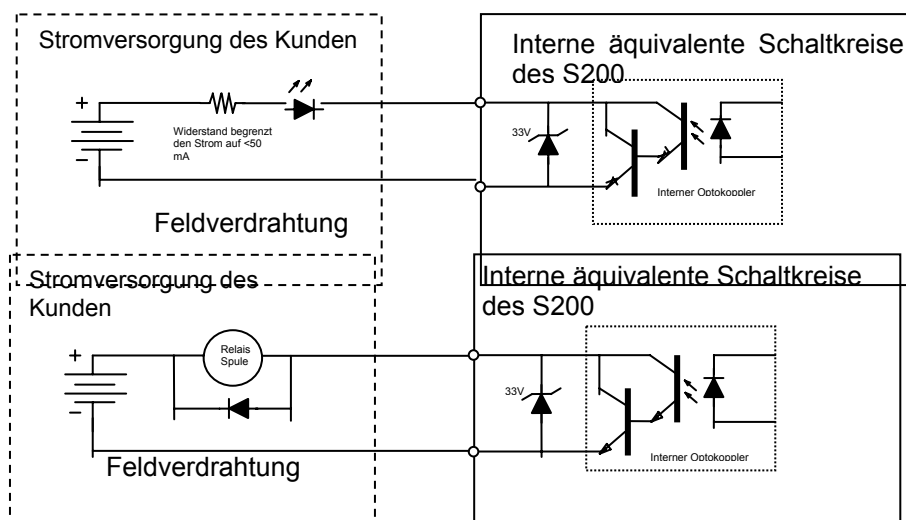 Stromversorgung des Kunden
Interne äquivalente Schaltkreise
des S200
+
Widerstand begrenzt
den Strom auf <50
mA
−
33V
Interner Optokoppler
Feldverdrahtung
Stromversorgung des
Kunden
Interne äquivalente Schaltkreise
des S200
+
Relais
Spule
−
33V
Interner Optokoppler
Feldverdrahtung